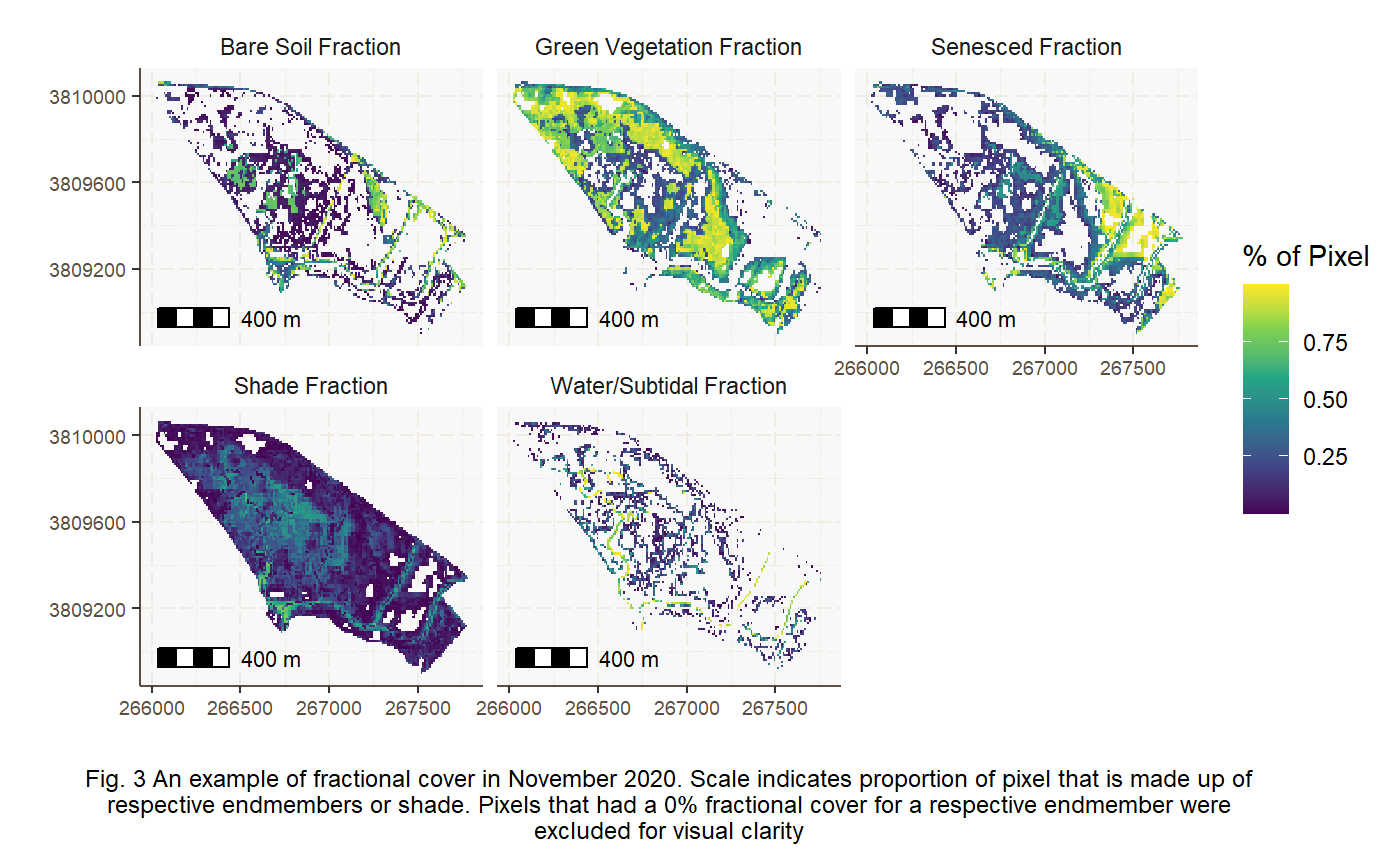 Bare Soil Fraction
Green Vegetation Fraction
Senesced Fraction
3810000
3809600
3809200
400 m
400 m
400 m
266000 266500 267000 267500
% of Pixel
0.75
0.50
0.25
Shade Fraction
Water/Subtidal Fraction
3810000
3809600
3809200
400 m
400 m
266000 266500 267000 267500
266000 266500 267000 267500
Fig. 3 An example of fractional cover in November 2020. Scale indicates proportion of pixel that is made up of
respective endmembers or shade. Pixels that had a 0% fractional cover for a respective endmember were
excluded for visual clarity